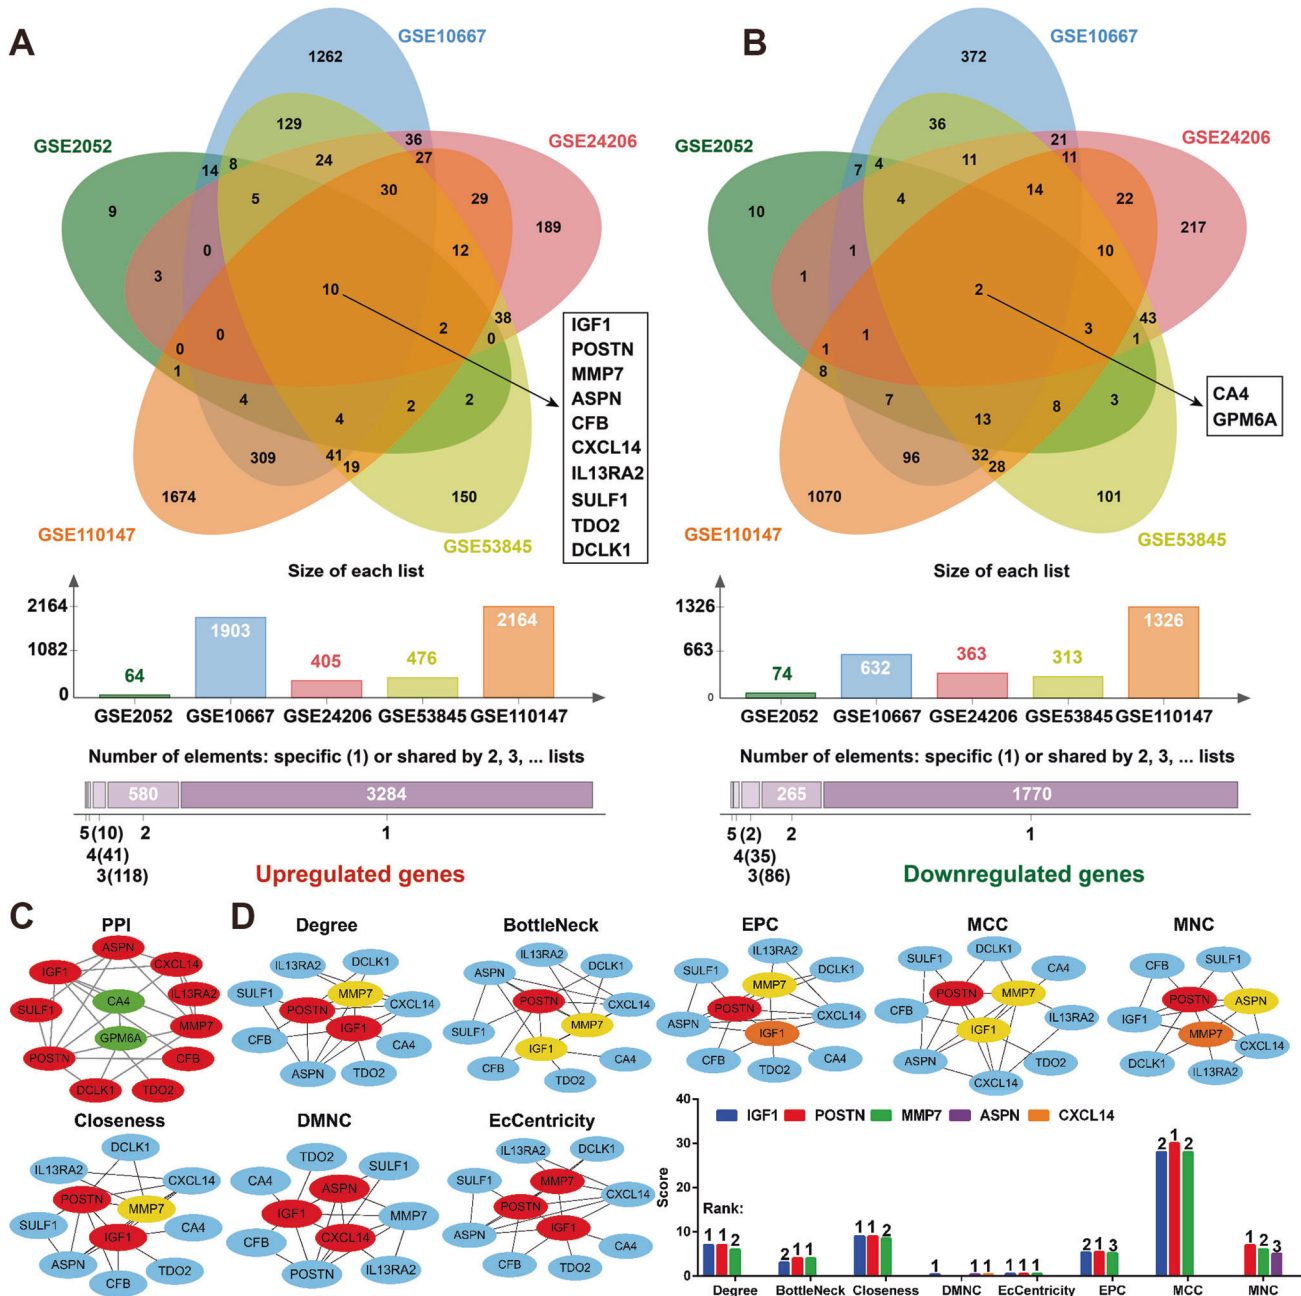 A
GSE10667
1262
GSE2052
GSE24206
129
36
27
14
8
24
30
29
9
5
189
0
12
3
10
38
2
0
0
0
1
4
2
2
4
309
41
19
1674
150
GSE110147
GSE53845
IGF1
POSTN
MMP7
ASPN
CFB
CXCL14
IL13RA2
SULF1
TDO2
DCLK1
Size of each list
2164
1082
0
64
1903
405
476
2164
GSE2052 GSE10667 GSE24206 GSE53845 GSE110147
Number of elements: specific (1) or shared by 2, 3, ... lists
580 3284
5 (10) 2 1
4(41)
3(118)
Upregulated genes
B
GSE10667
372
GSE2052
GSE24206
36
21
11
7
4
11
14
22
10
4
217
1
10
1
2
43
3
1
1
1
8
7
8
3
13
96
32
28
1070
101
GSE110147
GSE53845
CA4
GPM6A
Size of each list
1326
663
0
74
632
363
313
1326
GSE2052 GSE10667 GSE24206 GSE53845 GSE110147
Number of elements: specific (1) or shared by 2, 3, ... lists
265 1770
5 (2) 2 1
4(35)
3(86)
Downregulated genes
C
PPI
ASPN
IGF1
CXCL14
CA4
IL13RA2
SULF1
MMP7
GPM6A
POSTN
CFB
DCLK1
TDO2
D
Degree
IL13RA2
DCLK1
SULF1
MMP7
CXCL14
POSTN
IGF1
CFB
CA4
ASPN
TDO2
BottleNeck
IL13RA2
ASPN
DCLK1
POSTN
CXCL14
SULF1
MMP7
IGF1
CFB
CA4
EPC
IL13RA2
SULF1
DCLK1
MMP7
POSTN
CXCL14
ASPN
IGF1
CFB
CA4
TDO2
MCC
DCLK1
SULF1
CA4
POSTN
MMP7
CFB
IL13RA2
IGF1
ASPN
TDO2
CXCL14
MNC
CFB
SULF1
POSTN
ASPN
IGF1
MMP7
CXCL14
DCLK1
IL13RA2
Closeness
DCLK1
IL13RA2
CXCL14
POSTN
MMP7
SULF1
CA4
IGF1
ASPN
TDO2
CFB
DMNC
TDO2
SULF1
CA4
ASPN
IGF1
MMP7
CFB
CXCL14
POSTN
IL13RA2
EcCentricity
IL13RA2
DCLK1
SULF1
MMP7
CXCL14
POSTN
IGF1
ASPN
CA4
CFB
TDO2
IGF1 POSTN MMP7 ASPN CXCL14
Score
40
30
20
10
0
Rank:
1 1 2
2 1 1
1 1 2
1 1 1
1 1 1
2 1 3
2 1 2
1 2 3
Degree BottleNeck Closeness DMNC EcCentricity EPC MCC MNC